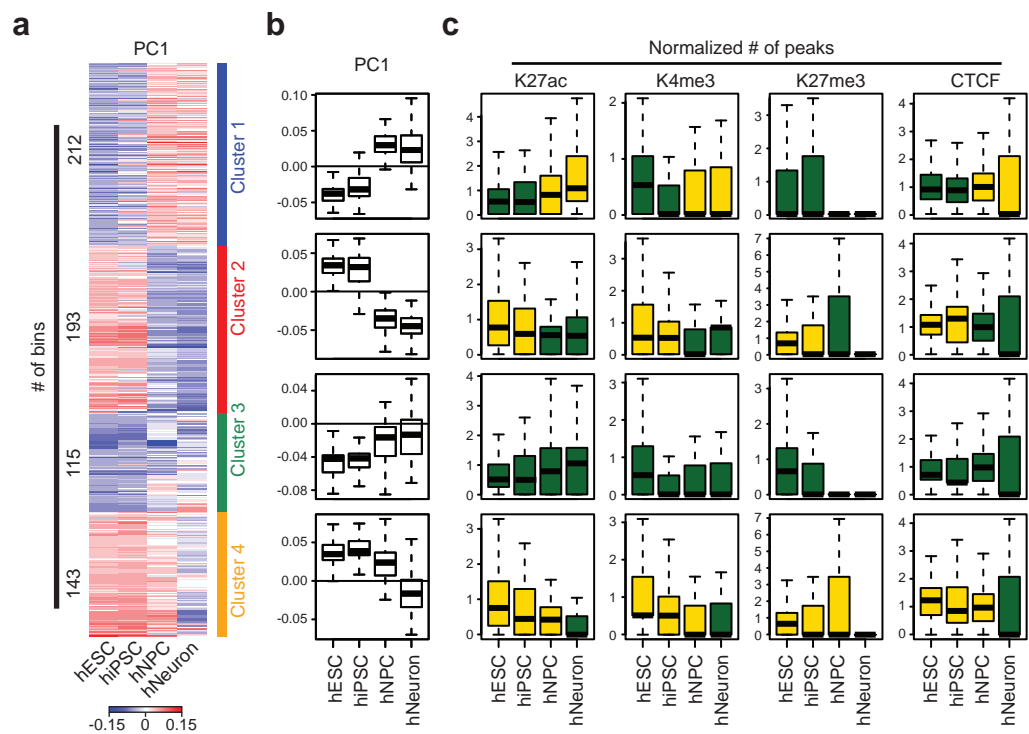 a
PC1
# of bins
212
193
115
143
Cluster 1
Cluster 2
Cluster 3
Cluster 4
hESC
hiPSC
hNPC
hNeuron
-0.15 0 0.15
b
PC1
0.10
0.05
0.00
-0.05
0.05
0.00
-0.05
0.04
0.00
-0.04
-0.08
0.05
0.00
-0.05
hESC
hiPSC
hNPC
hNeuron
c
Normalized # of peaks
K27ac K4me3 K27me3 CTCF
5
4
3
2
1
0
2
1
0
3
2
1
0
4
3
2
1
0
3
2
1
0
3
2
1
0
7
6
5
4
3
2
1
0
4
3
2
1
0
4
3
2
1
0
3
2
1
0
3
2
1
0
4
3
2
1
0
3
2
1
0
3
2
1
0
7
6
5
4
3
2
1
0
4
3
2
1
0
hESC
hiPSC
hNPC
hNeuron
hESC
hiPSC
hNPC
hNeuron
hESC
hiPSC
hNPC
hNeuron
hESC
hiPSC
hNPC
hNeuron